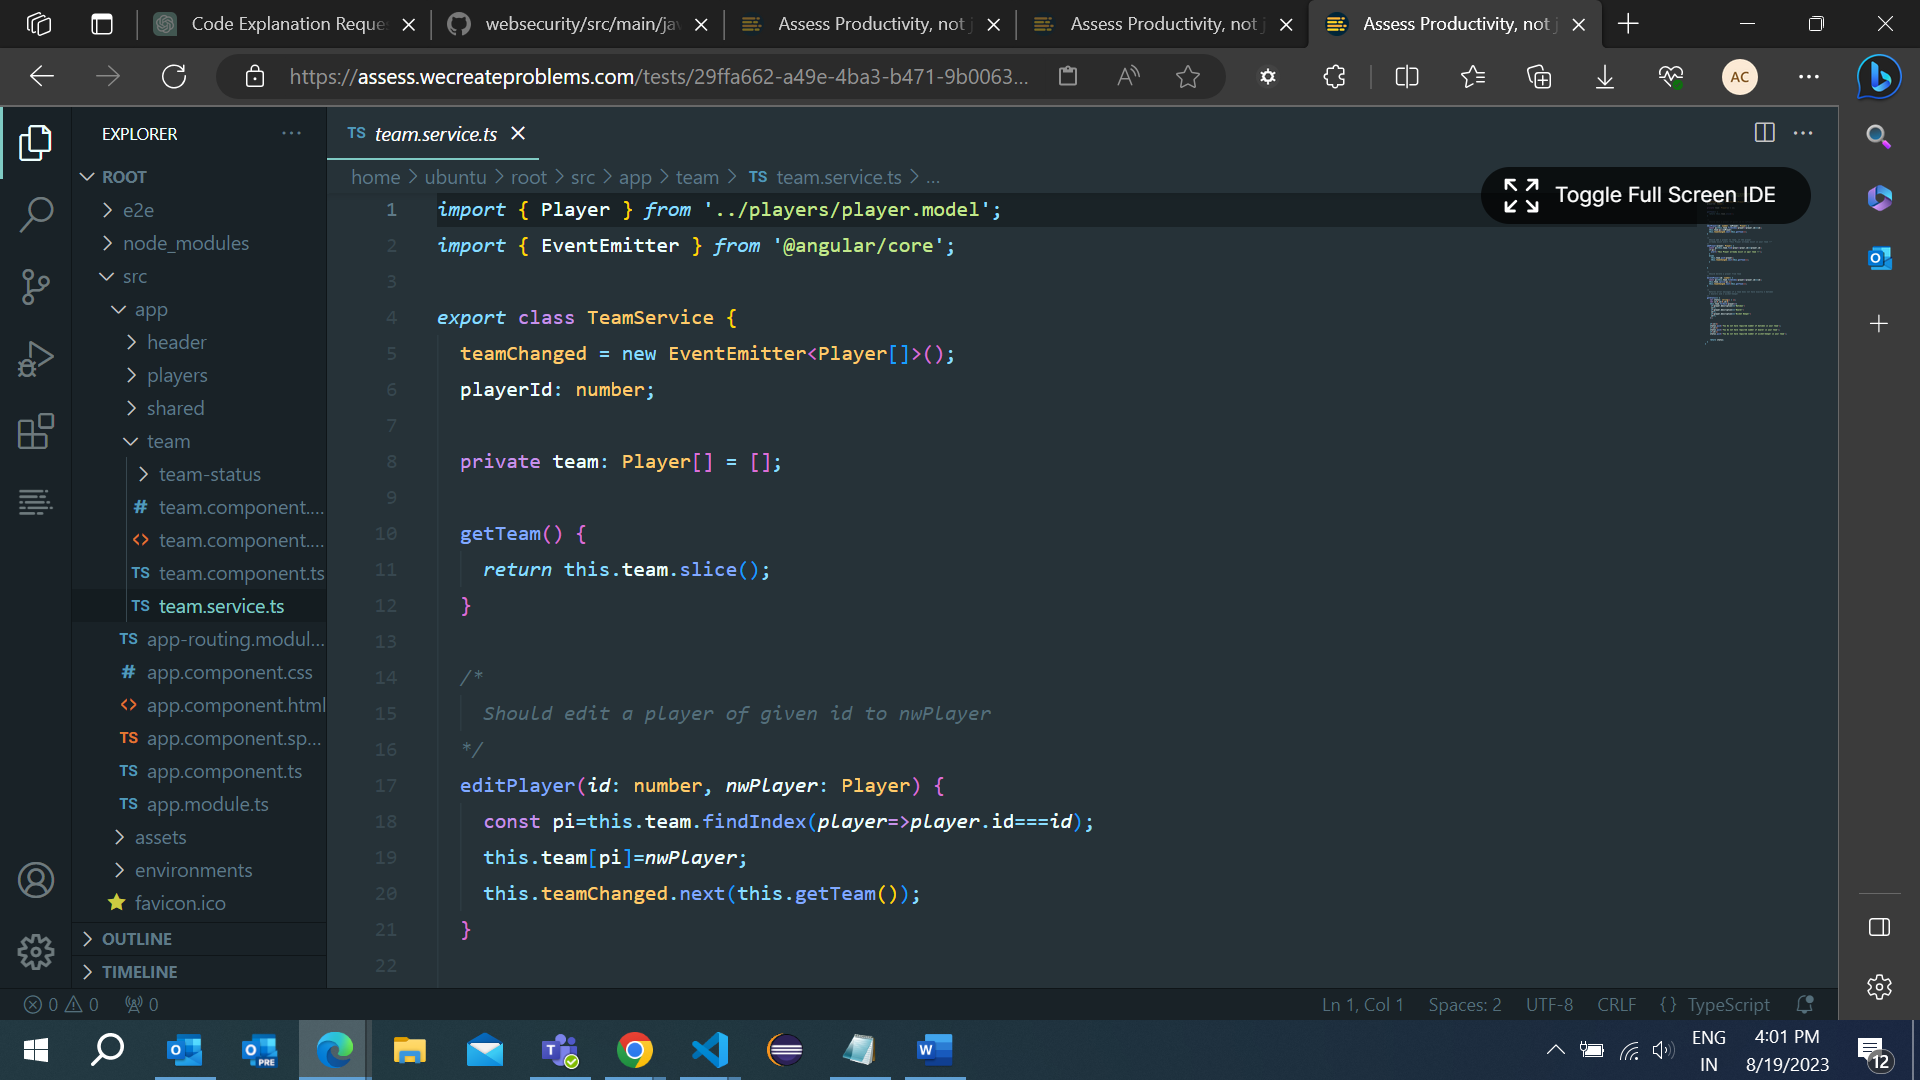 Code Explanation Reque
websecurity/src/main/jav
Assess Productivity, not j
Assess Productivity, not j
Assess Productivity, not j
https://assess.wecreateproblems.com/tests/29ffa662-a49e-4ba3-b471-9b0063...
AC
EXPLORER
ROOT
e2e
node_modules
src
app
header
players
shared
team
team-status
# team.component....
<> team.component....
TS team.component.ts
TS team.service.ts
TS app-routing.modul...
# app.component.css
<> app.component.html
TS app.component.sp...
TS app.component.ts
TS app.module.ts
assets
environments
favicon.ico
OUTLINE
TIMELINE
TS team.service.ts
home > ubuntu > root > src > app > team > TS team.service.ts > ...
Toggle Full Screen IDE
1 import { Player } from '../players/player.model';
2 import { EventEmitter } from '@angular/core';
3
4 export class TeamService {
5 teamChanged = new EventEmitter<Player[]>();
6 playerId: number;
7
8 private team: Player[] = [];
9
10 getTeam() {
11 return this.team.slice();
12 }
13
14 /*
15 Should edit a player of given id to nwPlayer
16 */
17 editPlayer(id: number, nwPlayer: Player) {
18 const pi=this.team.findIndex(player=>player.id===id);
19 this.team[pi]=nwPlayer;
20 this.teamChanged.next(this.getTeam());
21 }
22
0 0 0
Ln 1, Col 1 Spaces: 2 UTF-8 CRLF {} TypeScript
ENG
IN
4:01 PM
8/19/2023
12